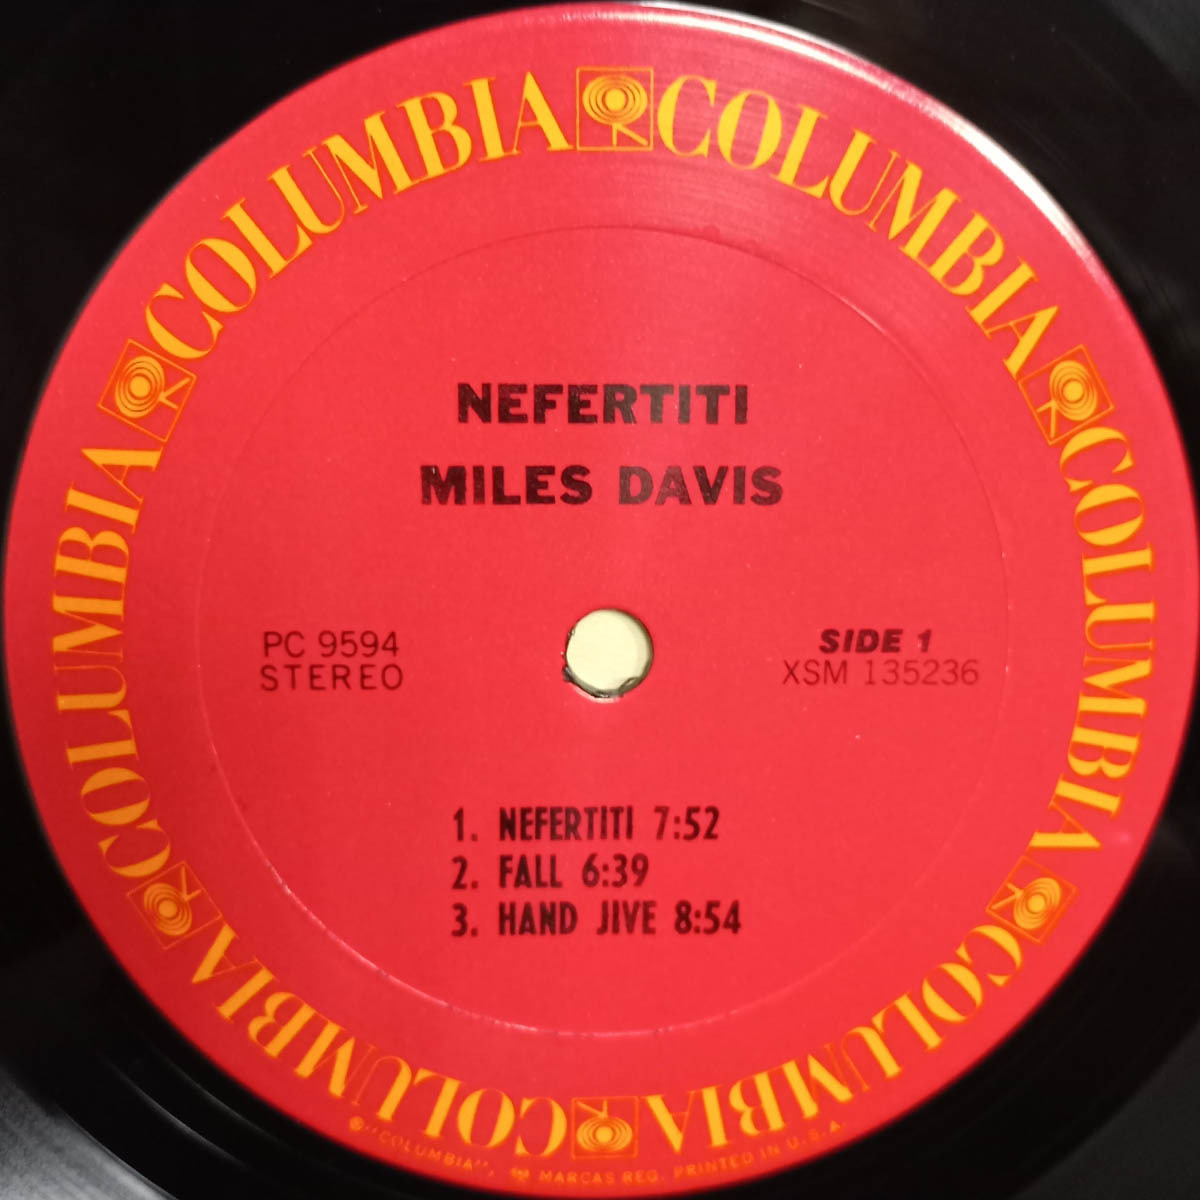 COLUMBIA COLUMBIA COLUMBIA COLUMBIA COLUMBIA COLUMBIA
NEFERTITI
MILES DAVIS
PC 9594
STEREO
SIDE 1
XSM 135236
1. NEFERTITI 7:52
2. FALL 6:39
3. HAND JIVE 8:54
® "COLUMBIA", MARCAS REG. PRINTED IN U.S.A.